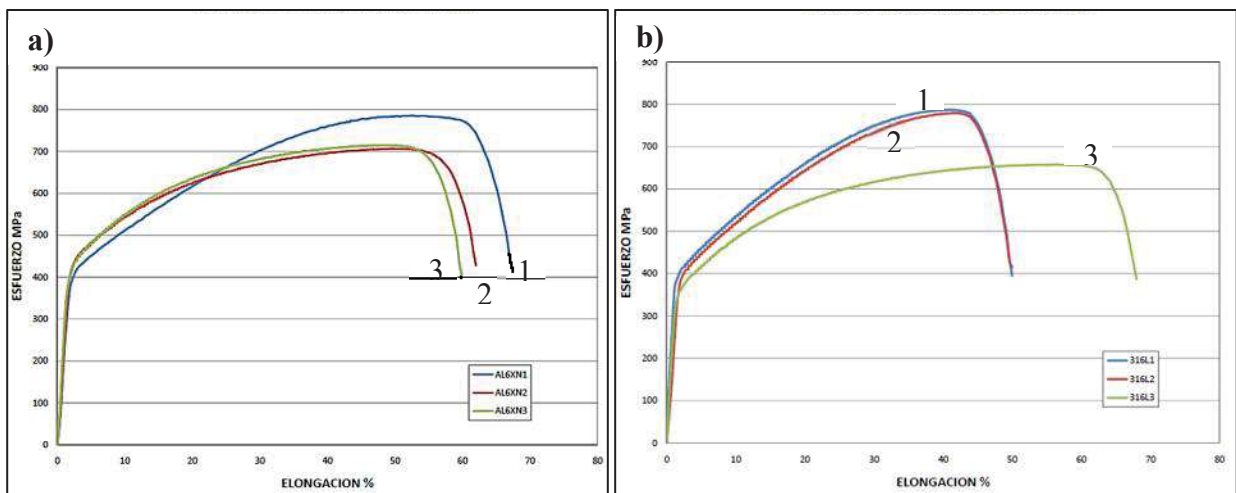 a)
900
800
700
600
500
400
300
200
100
0
ESFUERZO MPa
3
2
1
AL6XN1
AL6XN2
AL6XN3
0 10 20 30 40 50 60 70 80
ELONGACION %
b)
900
800
700
600
500
400
300
200
100
0
ESFUERZO MPa
1
2
3
316L1
316L2
316L3
0 10 20 30 40 50 60 70 80
ELONGACION %